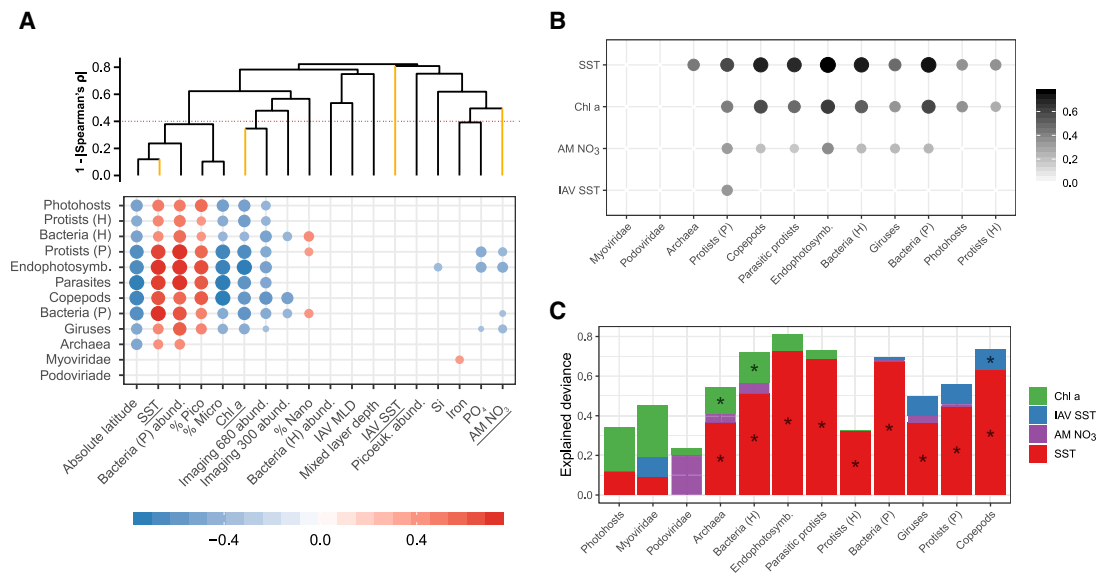 A
1 - |Spearman's ρ|
0.8
0.6
0.4
0.2
0.0
Photohosts
Protists (H)
Bacteria (H)
Protists (P)
Endophotosymb.
Parasites
Copepods
Bacteria (P)
Giruses
Archaea
Myoviridae
Podoviriade
Absolute latitude
SST
Bacteria (P) abund.
% Pico
% Micro
Chl a
Imaging 680 abund.
Imaging 300 abund.
% Nano
Bacteria (H) abund.
IAV MLD
Mixed layer depth
IAV SST
Picoeuk. abund.
Si
Iron
PO4
AM NO3
−0.4 0.0 0.4
B
SST
Chl a
AM NO3
IAV SST
Myoviridae
Podoviridae
Archaea
Protists (P)
Copepods
Parasitic protists
Endophotosymb.
Bacteria (H)
Giruses
Bacteria (P)
Photohosts
Protists (H)
0.6
0.4
0.2
0.0
C
Explained deviance
0.8
0.6
0.4
0.2
0.0
* * * * * * * * * * *
Photohosts
Myoviridae
Podoviridae
Archaea
Bacteria (H)
Endophotosymb.
Parasitic protists
Protists (H)
Bacteria (P)
Giruses
Protists (P)
Copepods
Chl a
IAV SST
AM NO3
SST